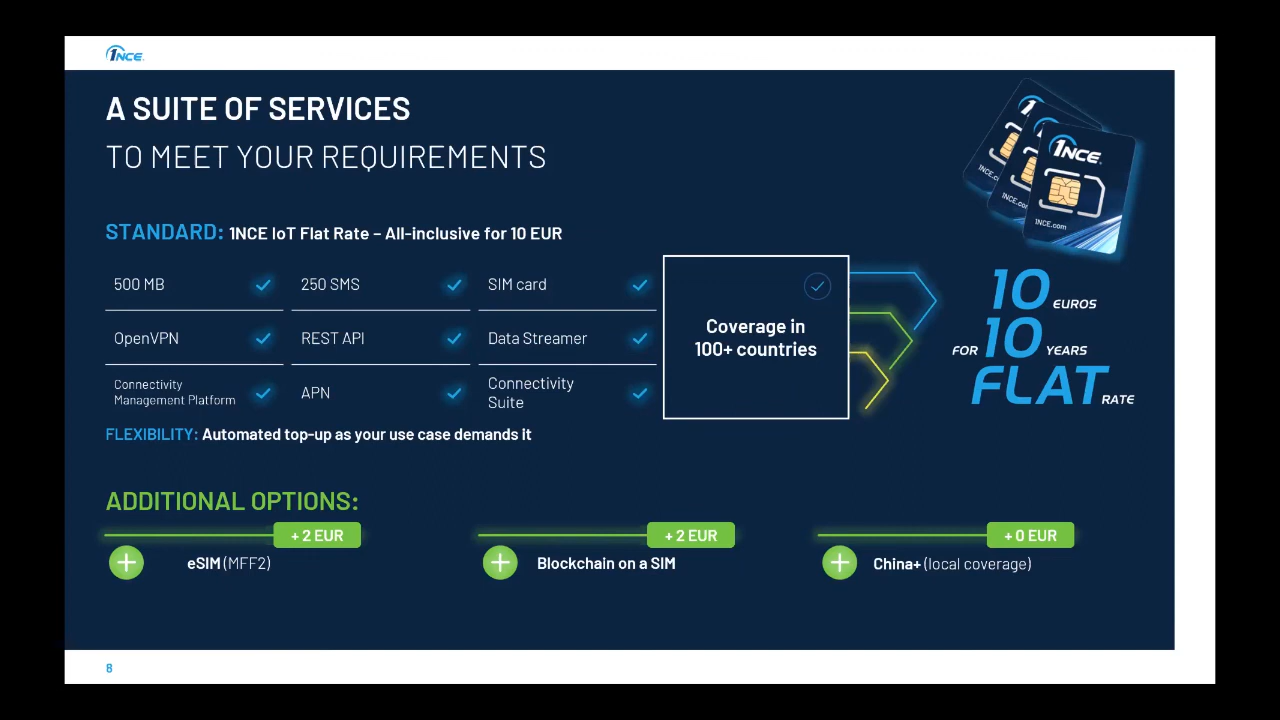 1NCE
A SUITE OF SERVICES
TO MEET YOUR REQUIREMENTS
1NCE
1NCE.com
STANDARD: 1NCE IoT Flat Rate – All-inclusive for 10 EUR
500 MB
250 SMS
SIM card
OpenVPN
REST API
Data Streamer
Connectivity
Management Platform
APN
Connectivity
Suite
Coverage in
100+ countries
10 EUROS
FOR 10 YEARS
FLAT RATE
FLEXIBILITY: Automated top-up as your use case demands it
ADDITIONAL OPTIONS:
+ 2 EUR
eSIM (MFF2)
+ 2 EUR
Blockchain on a SIM
+ 0 EUR
China+ (local coverage)
8